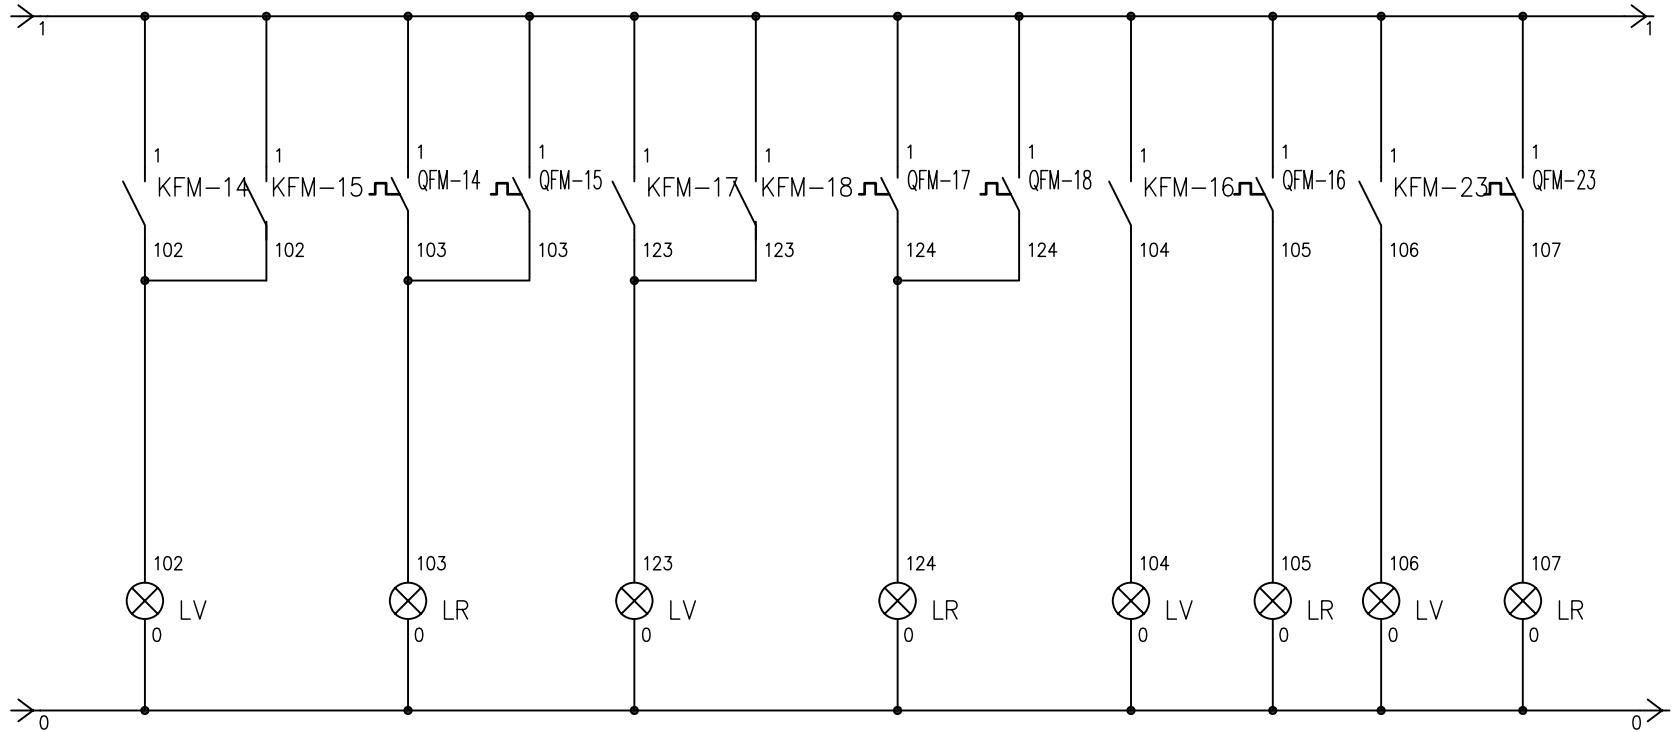 1 1
1 1 1 1 1 1 1 1 1 1 1 1
KFM-14 KFM-15 QFM-14 QFM-15 KFM-17 KFM-18 QFM-17 QFM-18 KFM-16 QFM-16 KFM-23 QFM-23
102 102 103 103 123 123 124 124 104 105 106 107
102 103 123 124 104 105 106 107
LV LR LV LR LV LR LV LR
0 0 0 0 0 0 0 0
0 0